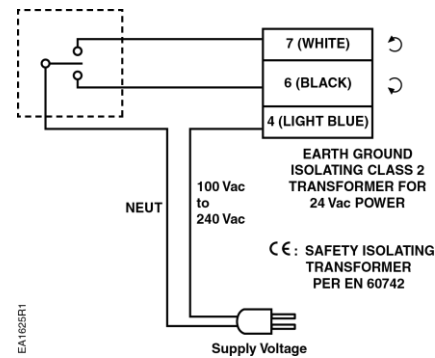 7 (WHITE)
6 (BLACK)
4 (LIGHT BLUE)
EARTH GROUND
ISOLATING CLASS 2
TRANSFORMER FOR
24 Vac POWER
100 Vac
to
240 Vac
NEUT
CE : SAFETY ISOLATING
TRANSFORMER
PER EN 60742
EA1625R1
Supply Voltage